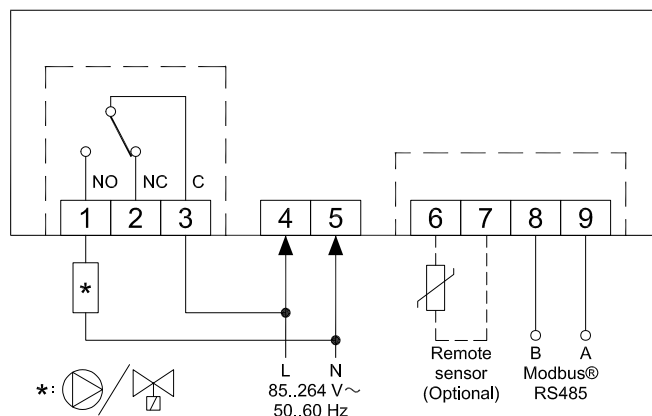 NO NC C
1 2 3 4 5 6 7 8 9
*
*:
L N
85..264 V~
50..60 Hz
Remote
sensor
(Optional)
B A
Modbus®
RS485